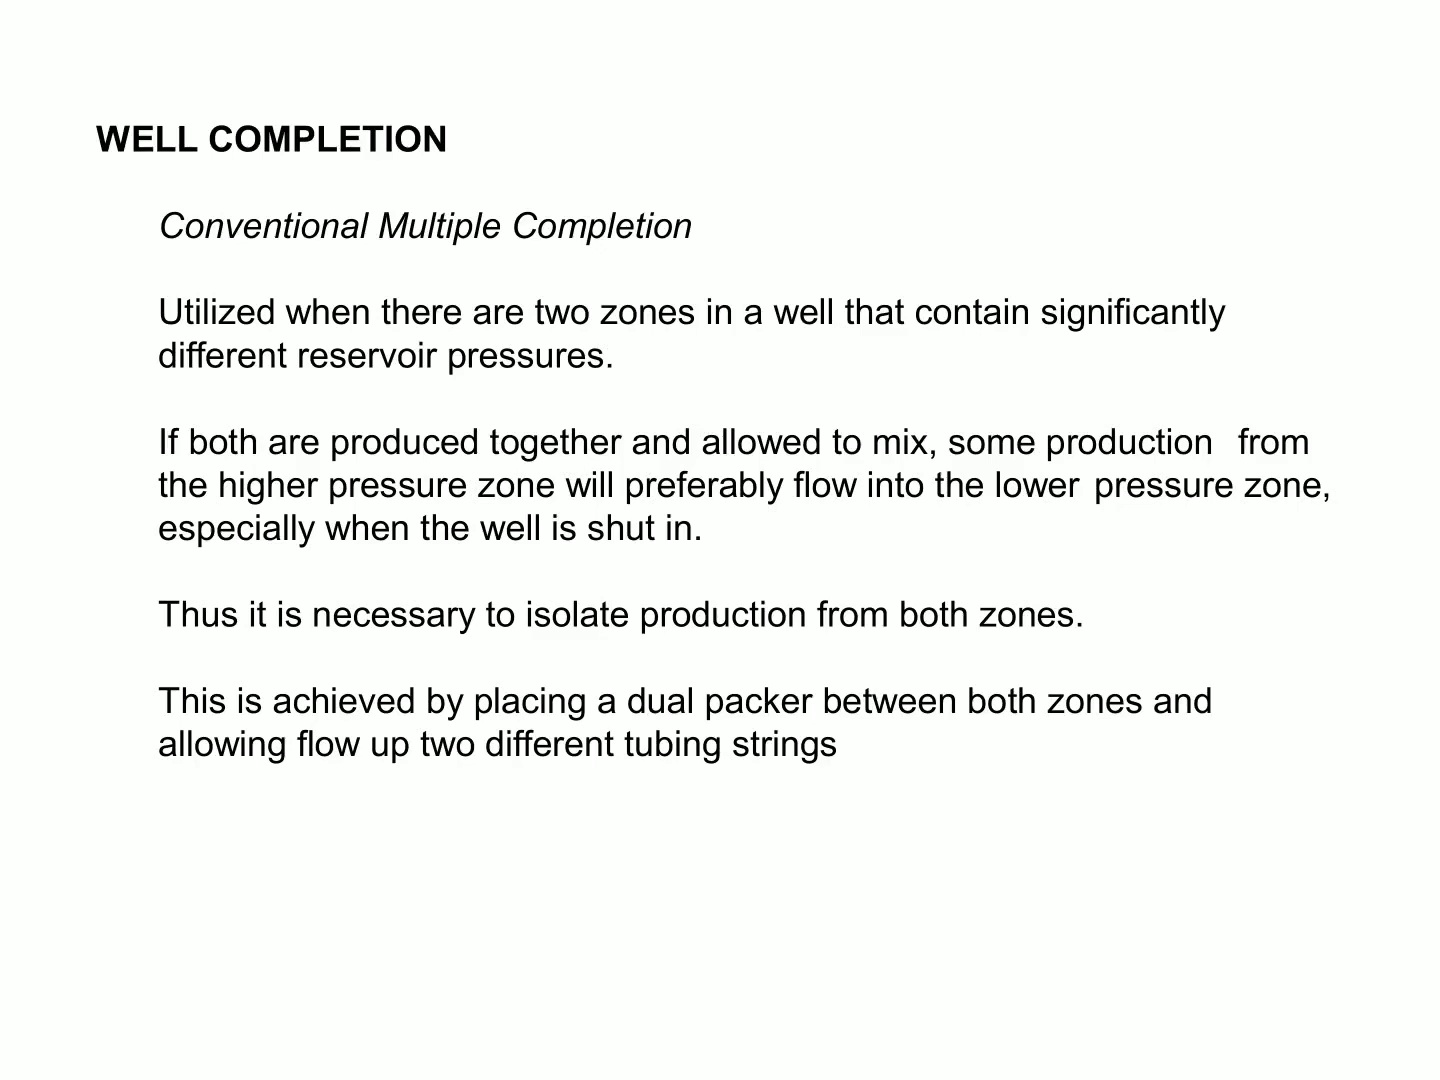 WELL COMPLETION
Conventional Multiple Completion
Utilized when there are two zones in a well that contain significantly
different reservoir pressures.
If both are produced together and allowed to mix, some production from
the higher pressure zone will preferably flow into the lower pressure zone,
especially when the well is shut in.
Thus it is necessary to isolate production from both zones.
This is achieved by placing a dual packer between both zones and
allowing flow up two different tubing strings